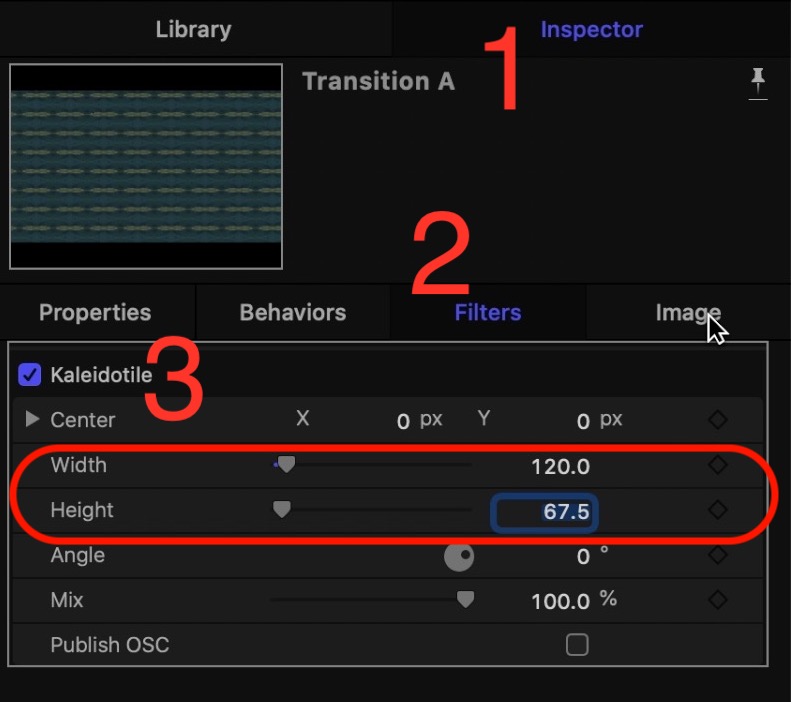 Library Inspector
1
Transition A
2
Properties Behaviors Filters Image
3
Kaleidotile
Center X 0 px Y 0 px
Width 120.0
Height 67.5
Angle 0 °
Mix 100.0 %
Publish OSC